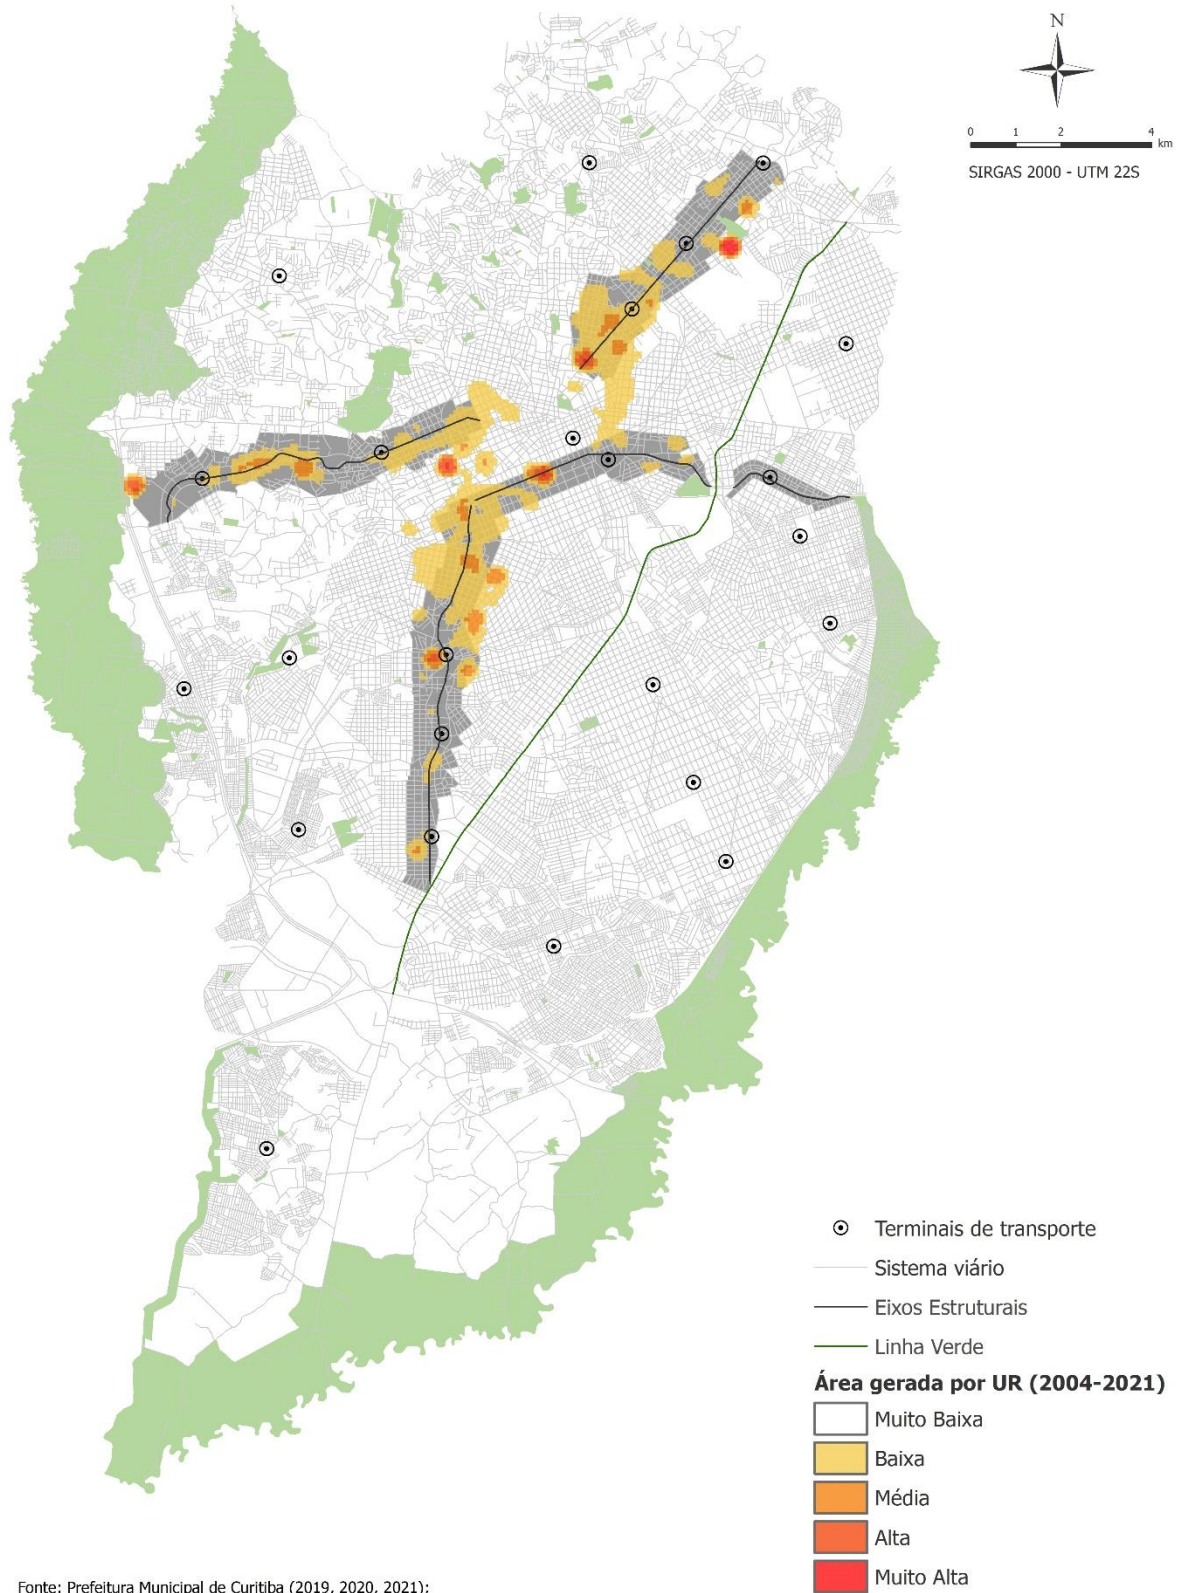 N
0 1 2 4
km
SIRGAS 2000 - UTM 22S
Terminais de transporte
Sistema viário
Eixos Estruturais
Linha Verde
Área gerada por UR (2004-2021)
Muito Baixa
Baixa
Média
Alta
Muito Alta
Fonte: Prefeitura Municipal de Curitiba (2019, 2020, 2021);